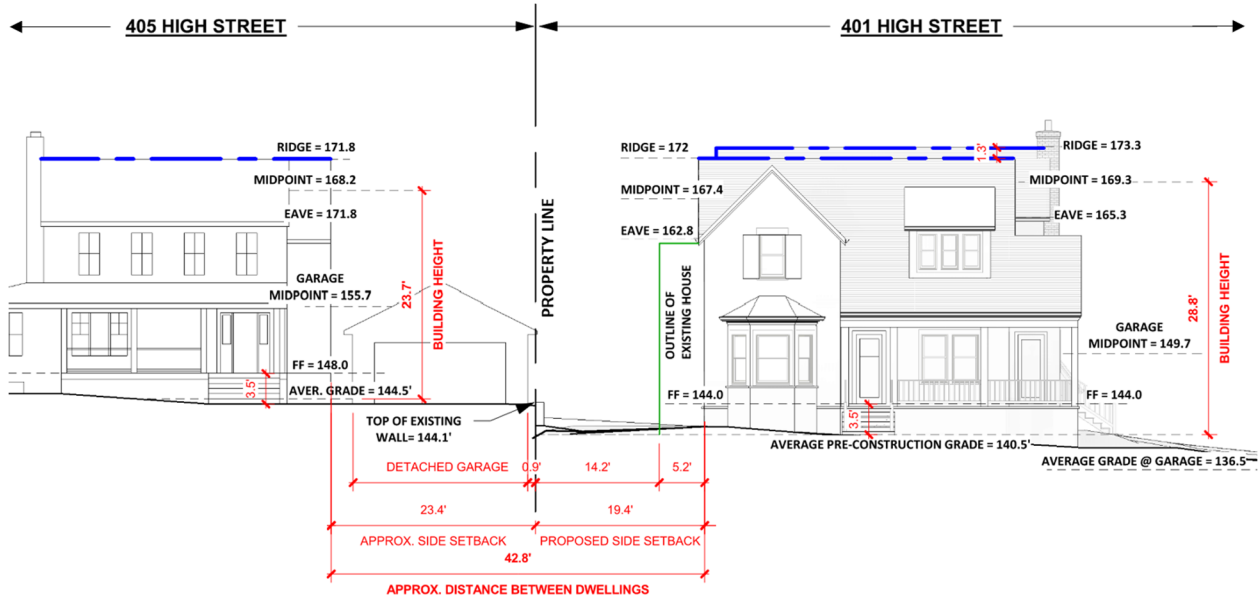 405 HIGH STREET
401 HIGH STREET
RIDGE = 171.8
MIDPOINT = 168.2
EAVE = 171.8
GARAGE
MIDPOINT = 155.7
23.7'
BUILDING HEIGHT
FF = 148.0
3.5'
AVER. GRADE = 144.5'
PROPERTY LINE
TOP OF EXISTING
WALL= 144.1'
RIDGE = 172
MIDPOINT = 167.4
EAVE = 162.8
OUTLINE OF
EXISTING HOUSE
FF = 144.0
1.3'
RIDGE = 173.3
MIDPOINT = 169.3
EAVE = 165.3
28.8'
BUILDING HEIGHT
GARAGE
MIDPOINT = 149.7
FF = 144.0
3.5'
AVERAGE PRE-CONSTRUCTION GRADE = 140.5'
AVERAGE GRADE @ GARAGE = 136.5'
DETACHED GARAGE
0.9'
14.2'
5.2'
23.4'
19.4'
APPROX. SIDE SETBACK
PROPOSED SIDE SETBACK
42.8'
APPROX. DISTANCE BETWEEN DWELLINGS